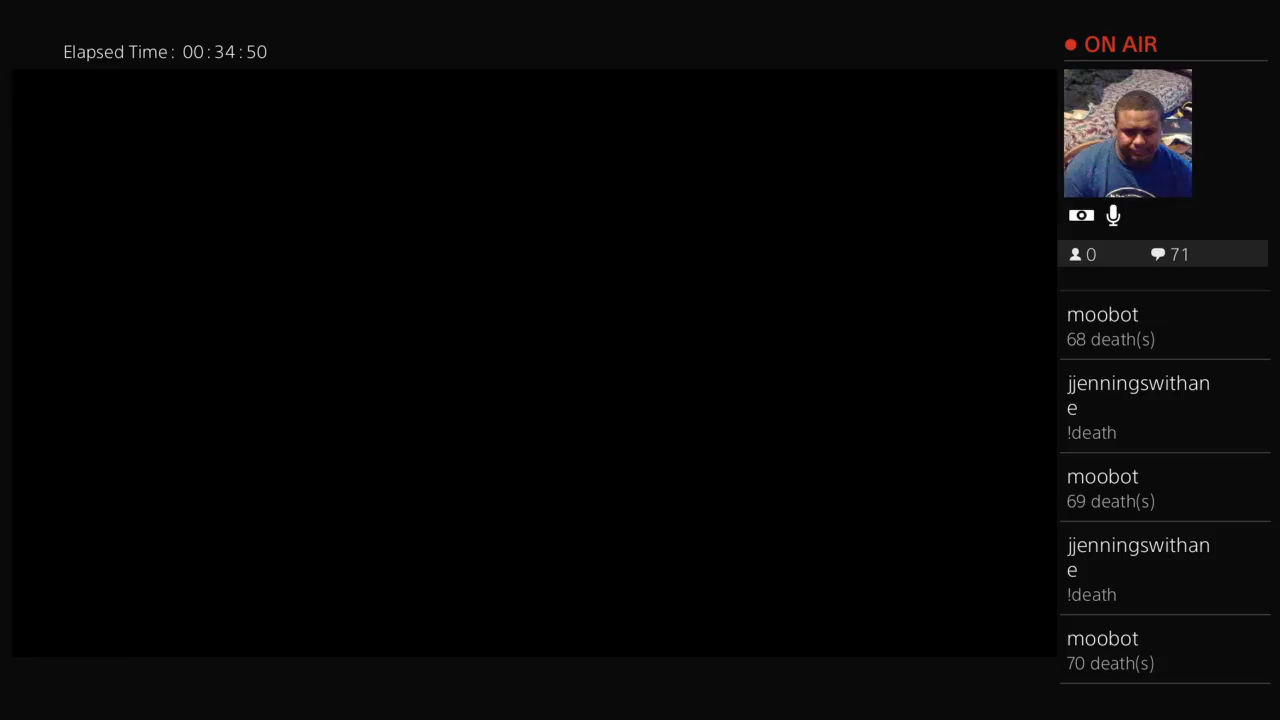 Elapsed Time: 00:34:50
ON AIR
0 71
moobot
68 death(s)
jjenningswithan
e
!death
moobot
69 death(s)
jjenningswithan
e
!death
moobot
70 death(s)